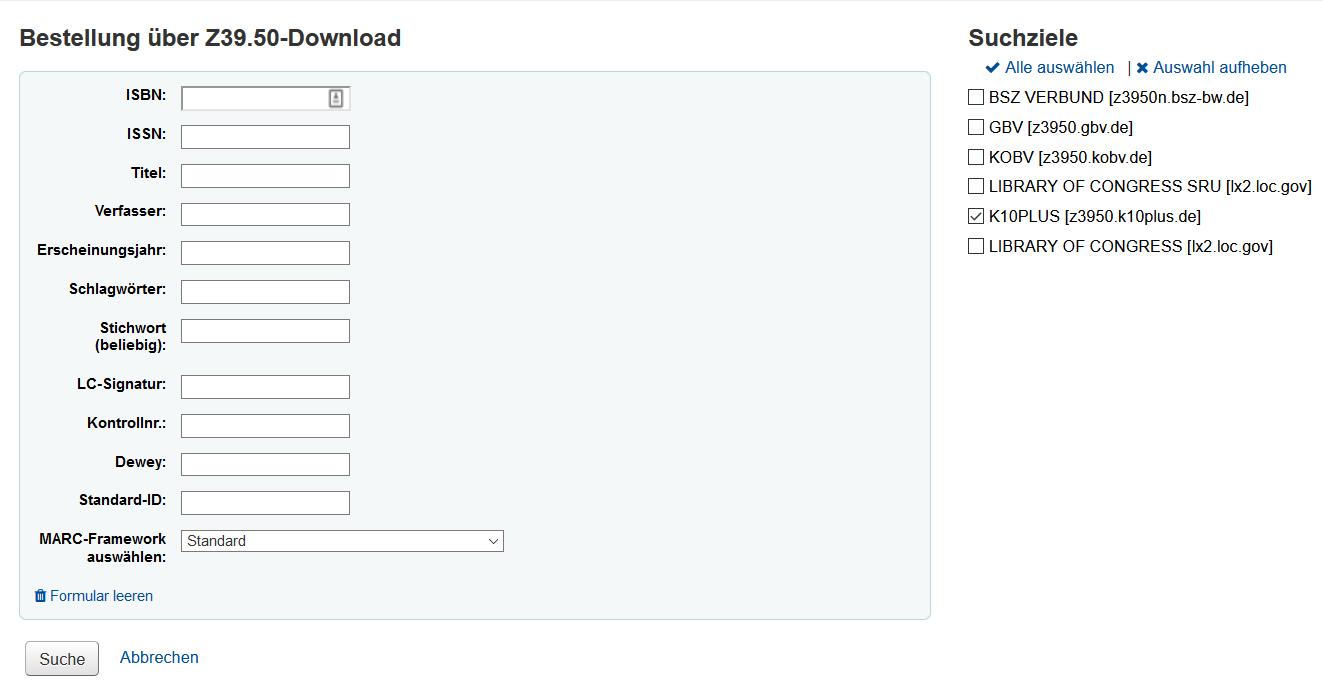 Bestellung über Z39.50-Download
ISBN:
ISSN:
Titel:
Verfasser:
Erscheinungsjahr:
Schlagwörter:
Stichwort
(beliebig):
LC-Signatur:
Kontrollnr.:
Dewey:
Standard-ID:
MARC-Framework
auswählen:
Standard
Formular leeren
Suche
Abbrechen
Suchziele
Alle auswählen | Auswahl aufheben
BSZ VERBUND [z3950n.bsz-bw.de]
GBV [z3950.gbv.de]
KOBV [z3950.kobv.de]
LIBRARY OF CONGRESS SRU [lx2.loc.gov]
K10PLUS [z3950.k10plus.de]
LIBRARY OF CONGRESS [lx2.loc.gov]